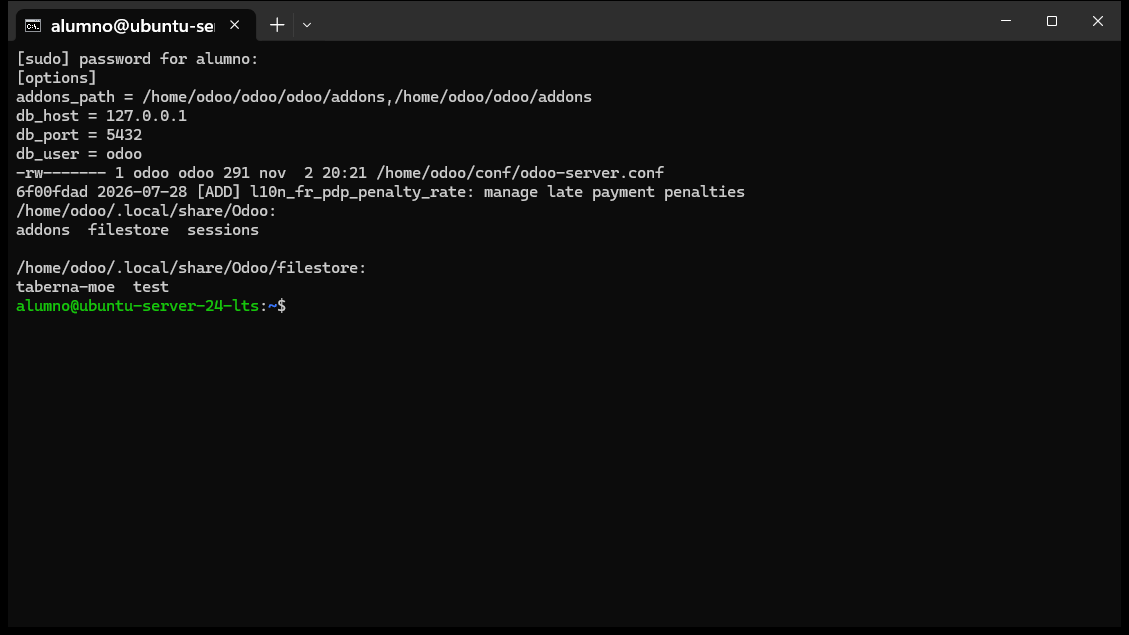 alumno@ubuntu-se
[sudo] password for alumno:
[options]
addons_path = /home/odoo/odoo/odoo/addons,/home/odoo/odoo/addons
db_host = 127.0.0.1
db_port = 5432
db_user = odoo
-rw------- 1 odoo odoo 291 nov  2 20:21 /home/odoo/conf/odoo-server.conf
6f00fdad 2026-07-28 [ADD] l10n_fr_pdp_penalty_rate: manage late payment penalties
/home/odoo/.local/share/Odoo:
addons  filestore  sessions

/home/odoo/.local/share/Odoo/filestore:
taberna-moe  test
alumno@ubuntu-server-24-lts:~$